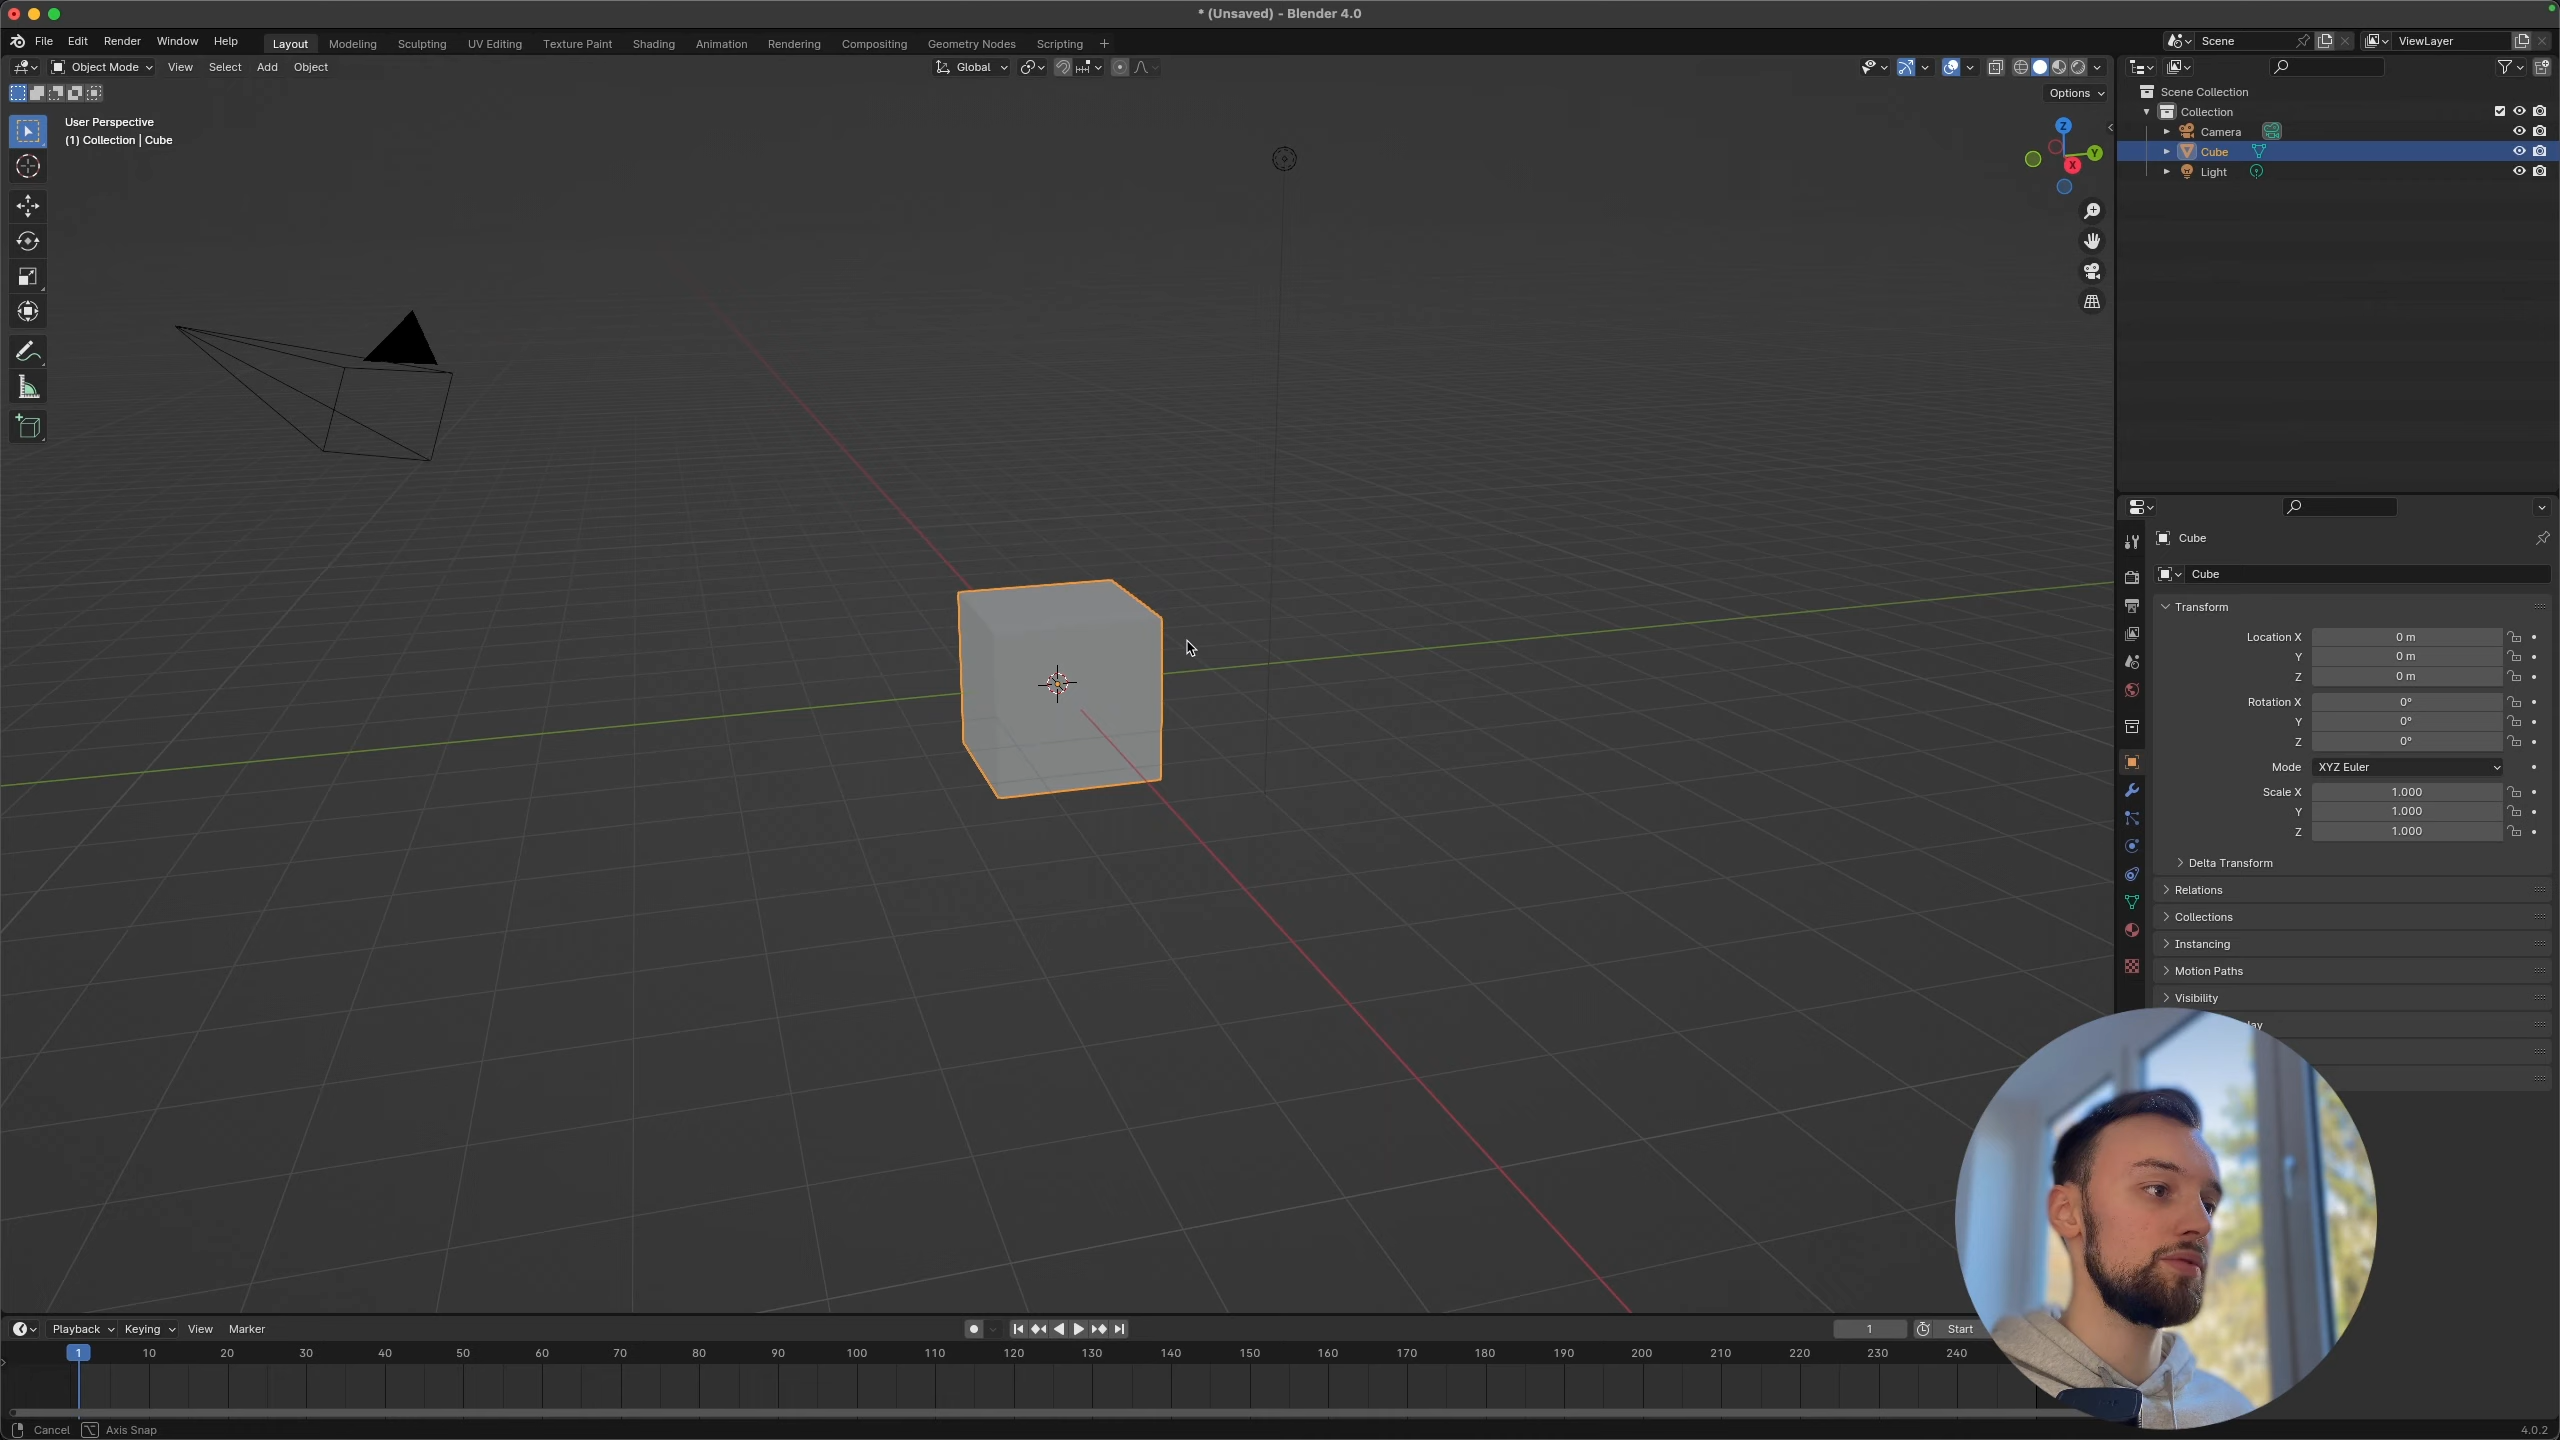 * (Unsaved) - Blender 4.0
File Edit Render Window Help Layout Modeling Sculpting UV Editing Texture Paint Shading Animation Rendering Compositing Geometry Nodes Scripting + Scene ViewLayer
Object Mode View Select Add Object Global
Options
User Perspective
(1) Collection | Cube
Z
Y
X
Scene Collection
Collection
Camera
Cube
Light
Cube
Cube
Transform
Location X 0 m
Y 0 m
Z 0 m
Rotation X 0°
Y 0°
Z 0°
Mode XYZ Euler
Scale X 1.000
Y 1.000
Z 1.000
Delta Transform
Relations
Collections
Instancing
Motion Paths
Visibility
Playback Keying View Marker 1 Start
1 10 20 30 40 50 60 70 80 90 100 110 120 130 140 150 160 170 180 190 200 210 220 230 240
Cancel Axis Snap 4.0.2